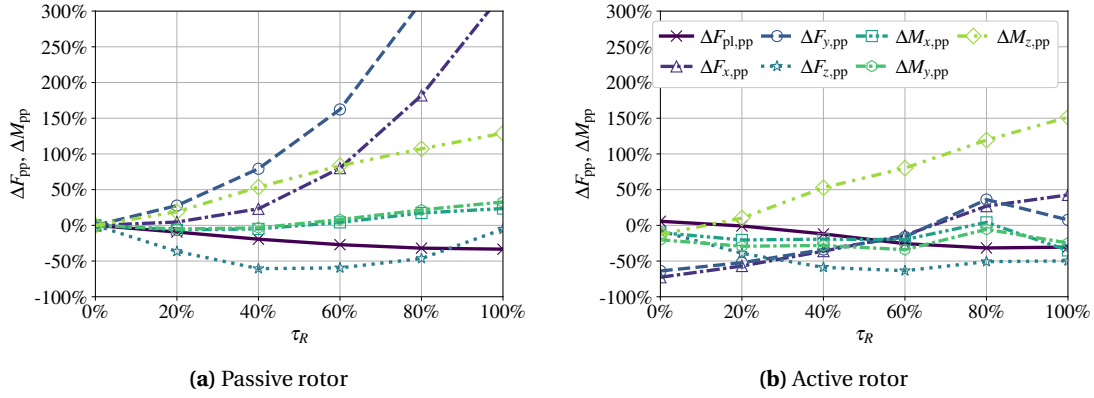 300%
250%
200%
150%
100%
50%
0%
-50%
-100%
ΔF_pp, ΔM_pp
0% 20% 40% 60% 80% 100%
τ_R
(a) Passive rotor
300%
250%
200%
150%
100%
50%
0%
-50%
-100%
ΔF_pp, ΔM_pp
ΔF_pl,pp ΔF_y,pp ΔM_x,pp ΔM_z,pp
ΔF_x,pp ΔF_z,pp ΔM_y,pp
0% 20% 40% 60% 80% 100%
τ_R
(b) Active rotor